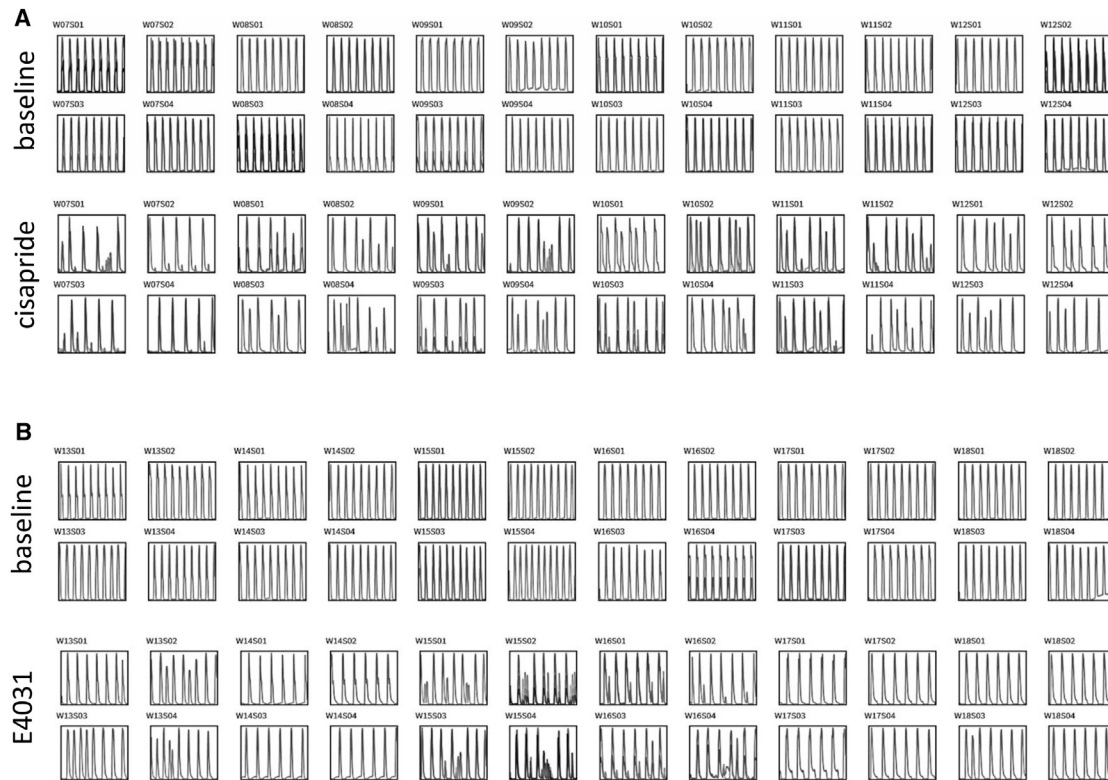 A
baseline
W07S01 W07S02 W08S01 W08S02 W09S01 W09S02 W10S01 W10S02 W11S01 W11S02 W12S01 W12S02
W07S03 W07S04 W08S03 W08S04 W09S03 W09S04 W10S03 W10S04 W11S03 W11S04 W12S03 W12S04
cisapride
W07S01 W07S02 W08S01 W08S02 W09S01 W09S02 W10S01 W10S02 W11S01 W11S02 W12S01 W12S02
W07S03 W07S04 W08S03 W08S04 W09S03 W09S04 W10S03 W10S04 W11S03 W11S04 W12S03 W12S04
B
baseline
W13S01 W13S02 W14S01 W14S02 W15S01 W15S02 W16S01 W16S02 W17S01 W17S02 W18S01 W18S02
W13S03 W13S04 W14S03 W14S04 W15S03 W15S04 W16S03 W16S04 W17S03 W17S04 W18S03 W18S04
E4031
W13S01 W13S02 W14S01 W14S02 W15S01 W15S02 W16S01 W16S02 W17S01 W17S02 W18S01 W18S02
W13S03 W13S04 W14S03 W14S04 W15S03 W15S04 W16S03 W16S04 W17S03 W17S04 W18S03 W18S04